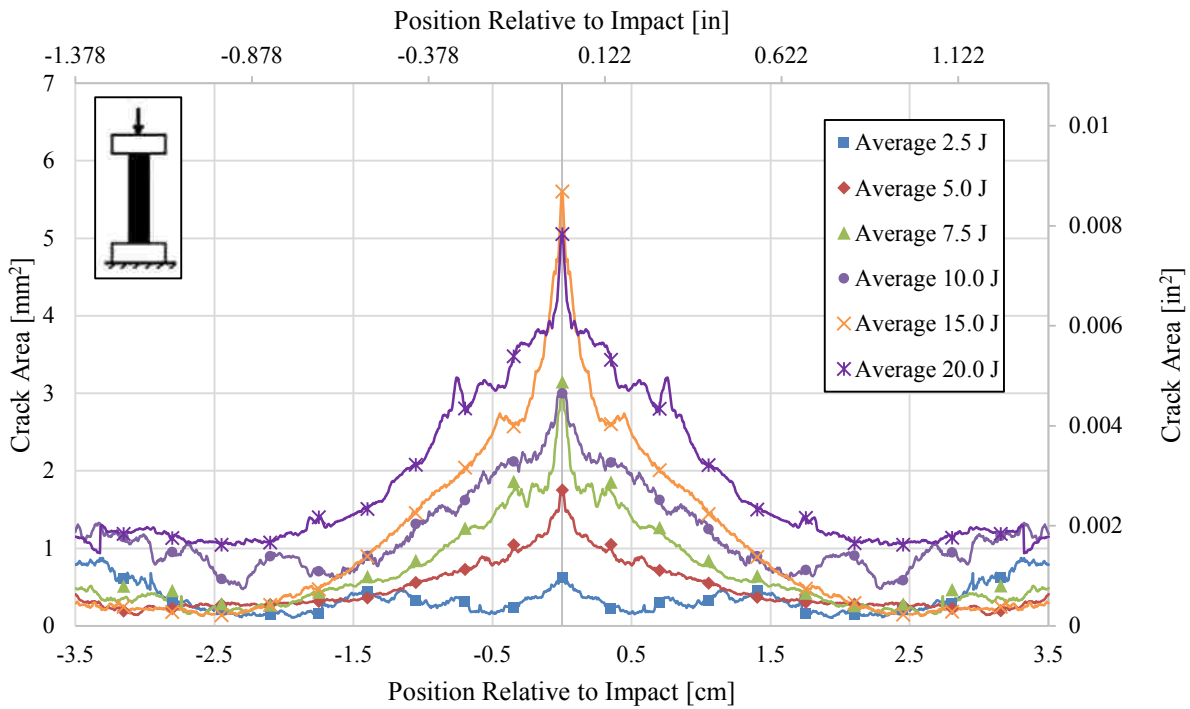 Position Relative to Impact [in]
-1.378 -0.878 -0.378 0.122 0.622 1.122
7
6
5
4
3
2
1
0
Crack Area [mm²]
0.01
0.008
0.006
0.004
0.002
0
Crack Area [in²]
Average 2.5 J
Average 5.0 J
Average 7.5 J
Average 10.0 J
Average 15.0 J
Average 20.0 J
-3.5 -2.5 -1.5 -0.5 0.5 1.5 2.5 3.5
Position Relative to Impact [cm]